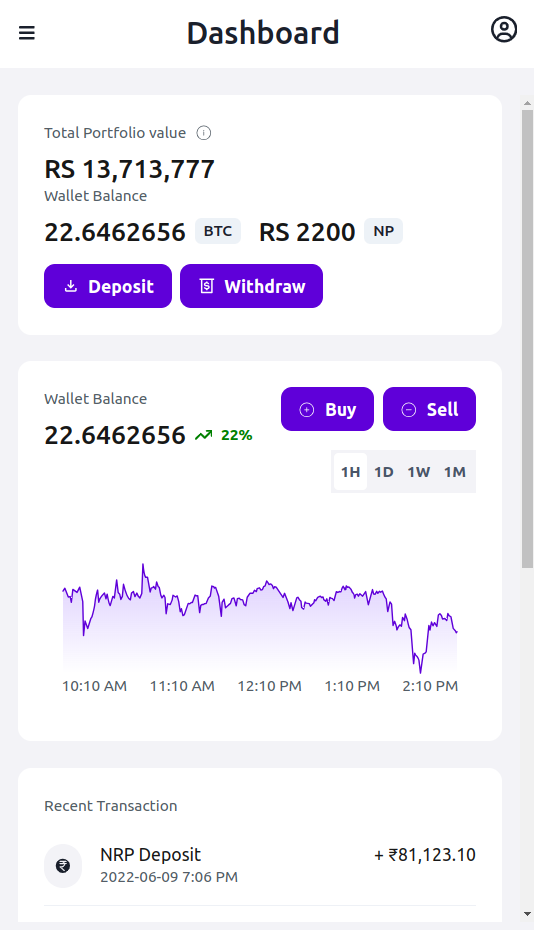 Dashboard
Total Portfolio value
RS 13,713,777
Wallet Balance
22.6462656 BTC RS 2200 NP
Deposit Withdraw
Wallet Balance
22.6462656 22%
Buy Sell
1H 1D 1W 1M
10:10 AM 11:10 AM 12:10 PM 1:10 PM 2:10 PM
Recent Transaction
NRP Deposit + ₹81,123.10
2022-06-09 7:06 PM